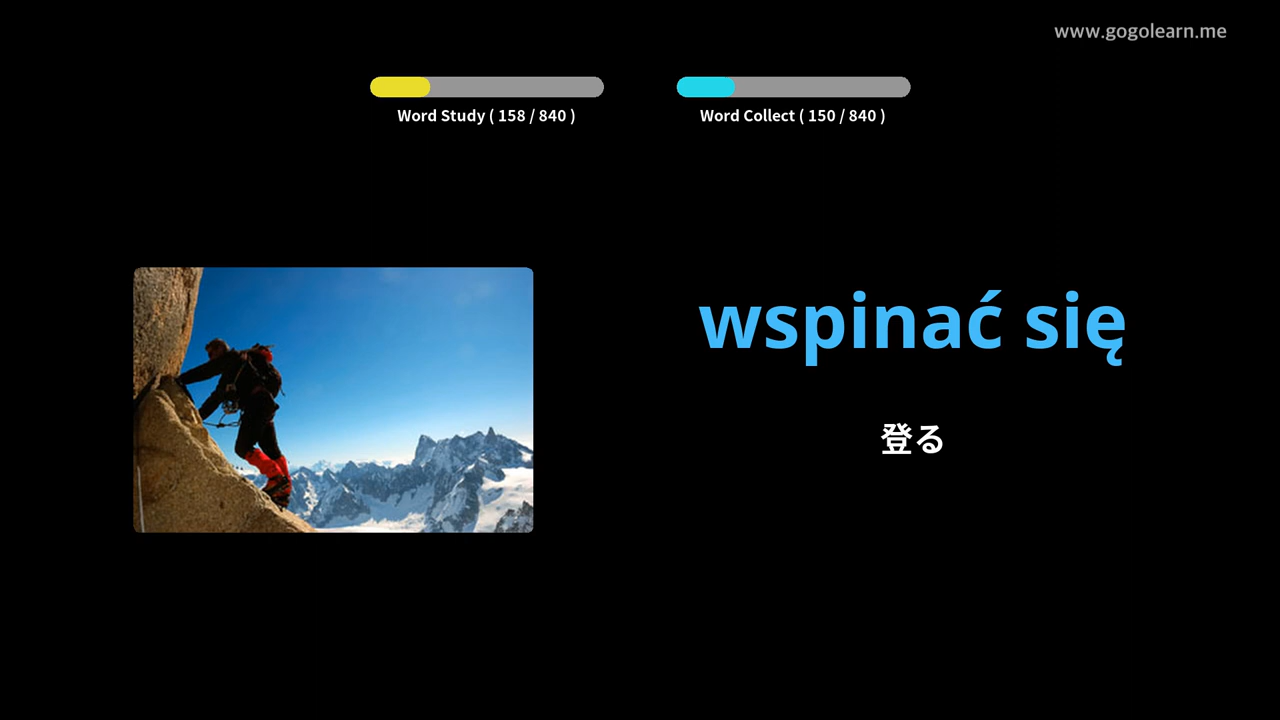 www.gogolearn.me
Word Study ( 158 / 840 )
Word Collect ( 150 / 840 )
wspinać się
登る